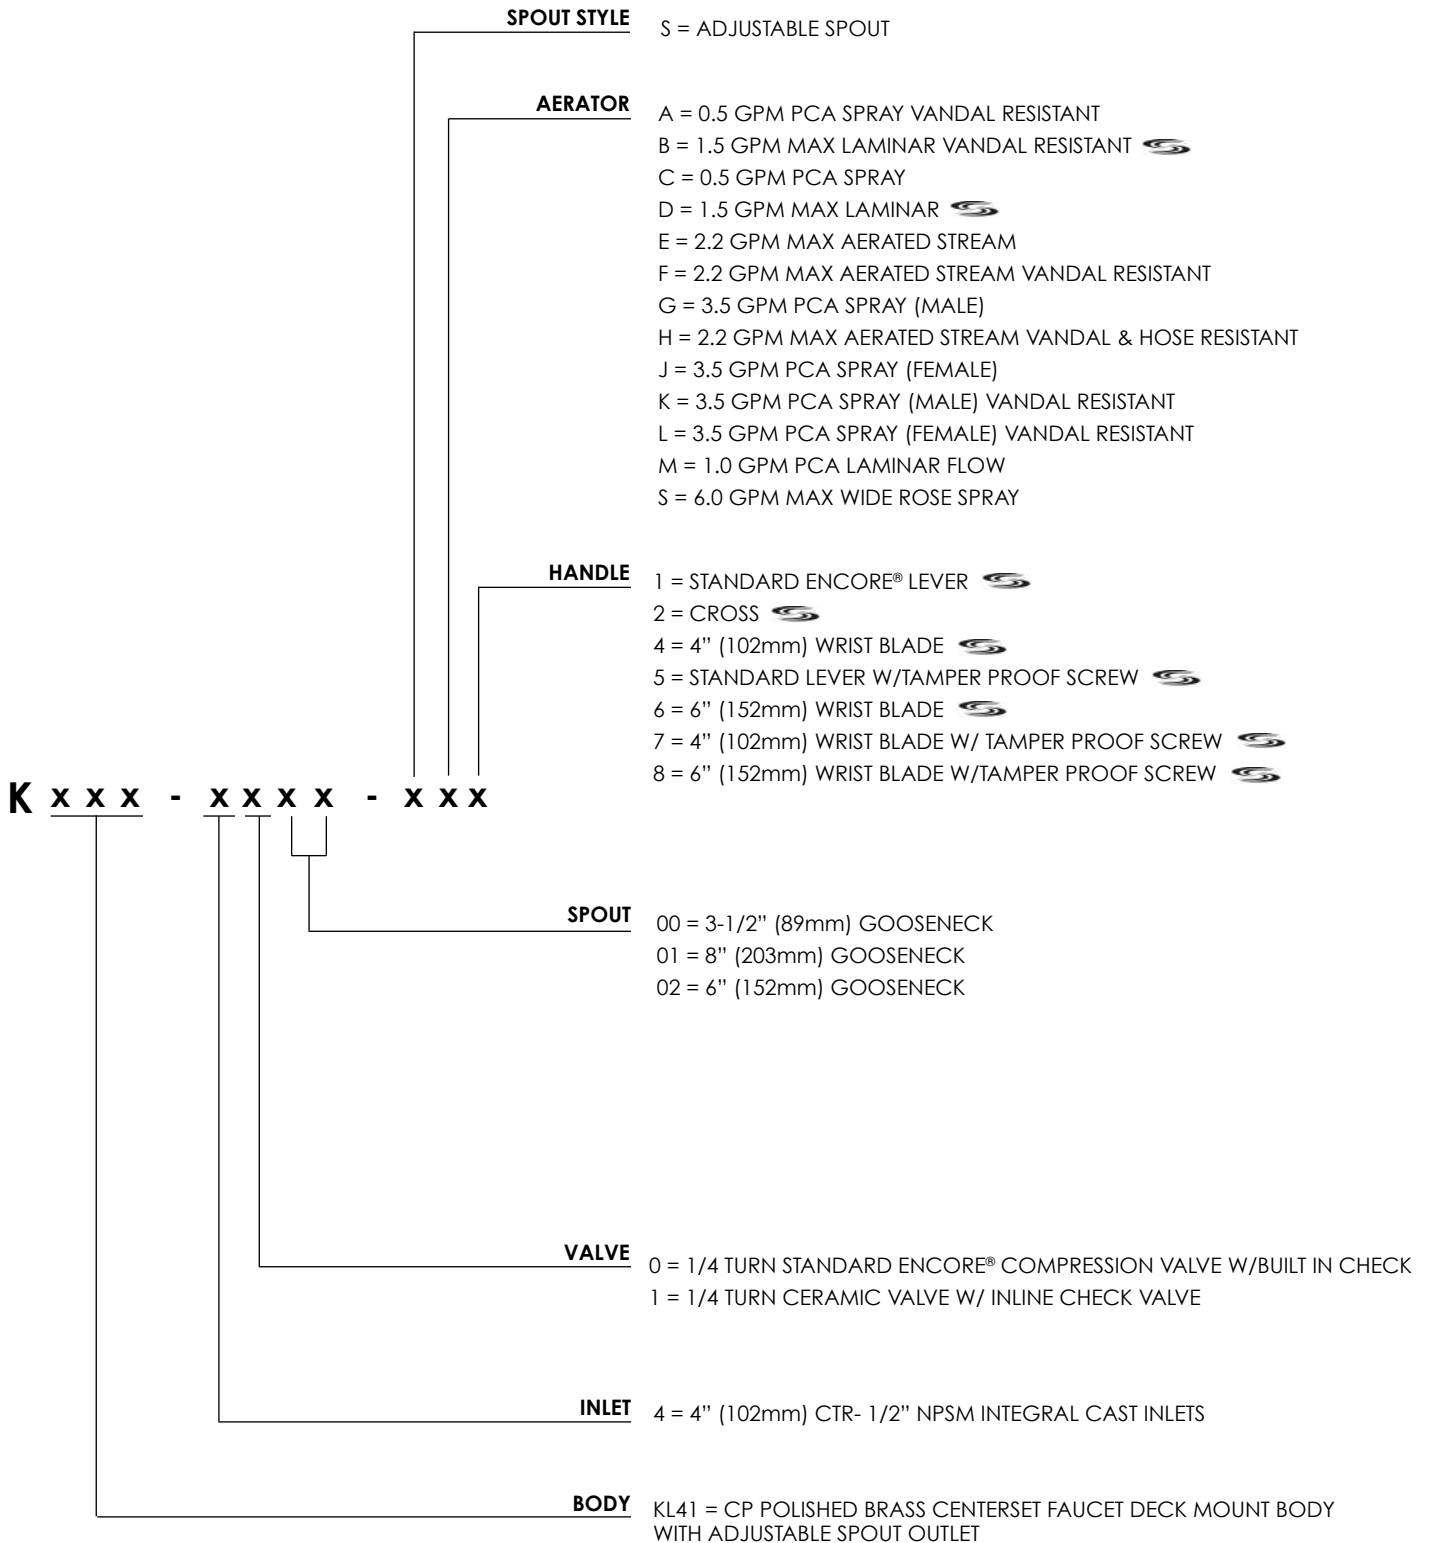 SPOUT STYLE
S = ADJUSTABLE SPOUT
AERATOR
A = 0.5 GPM PCA SPRAY VANDAL RESISTANT
B = 1.5 GPM MAX LAMINAR VANDAL RESISTANT
C = 0.5 GPM PCA SPRAY
D = 1.5 GPM MAX LAMINAR
E = 2.2 GPM MAX AERATED STREAM
F = 2.2 GPM MAX AERATED STREAM VANDAL RESISTANT
G = 3.5 GPM PCA SPRAY (MALE)
H = 2.2 GPM MAX AERATED STREAM VANDAL & HOSE RESISTANT
J = 3.5 GPM PCA SPRAY (FEMALE)
K = 3.5 GPM PCA SPRAY (MALE) VANDAL RESISTANT
L = 3.5 GPM PCA SPRAY (FEMALE) VANDAL RESISTANT
M = 1.0 GPM PCA LAMINAR FLOW
S = 6.0 GPM MAX WIDE ROSE SPRAY
HANDLE
1 = STANDARD ENCORE® LEVER
2 = CROSS
4 = 4” (102mm) WRIST BLADE
5 = STANDARD LEVER W/TAMPER PROOF SCREW
6 = 6” (152mm) WRIST BLADE
7 = 4” (102mm) WRIST BLADE W/ TAMPER PROOF SCREW
8 = 6” (152mm) WRIST BLADE W/TAMPER PROOF SCREW
K x x x - x x x x - x x x
SPOUT
00 = 3-1/2” (89mm) GOOSENECK
01 = 8” (203mm) GOOSENECK
02 = 6” (152mm) GOOSENECK
VALVE
0 = 1/4 TURN STANDARD ENCORE® COMPRESSION VALVE W/BUILT IN CHECK
1 = 1/4 TURN CERAMIC VALVE W/ INLINE CHECK VALVE
INLET
4 = 4” (102mm) CTR- 1/2” NPSM INTEGRAL CAST INLETS
BODY
KL41 = CP POLISHED BRASS CENTERSET FAUCET DECK MOUNT BODY
WITH ADJUSTABLE SPOUT OUTLET